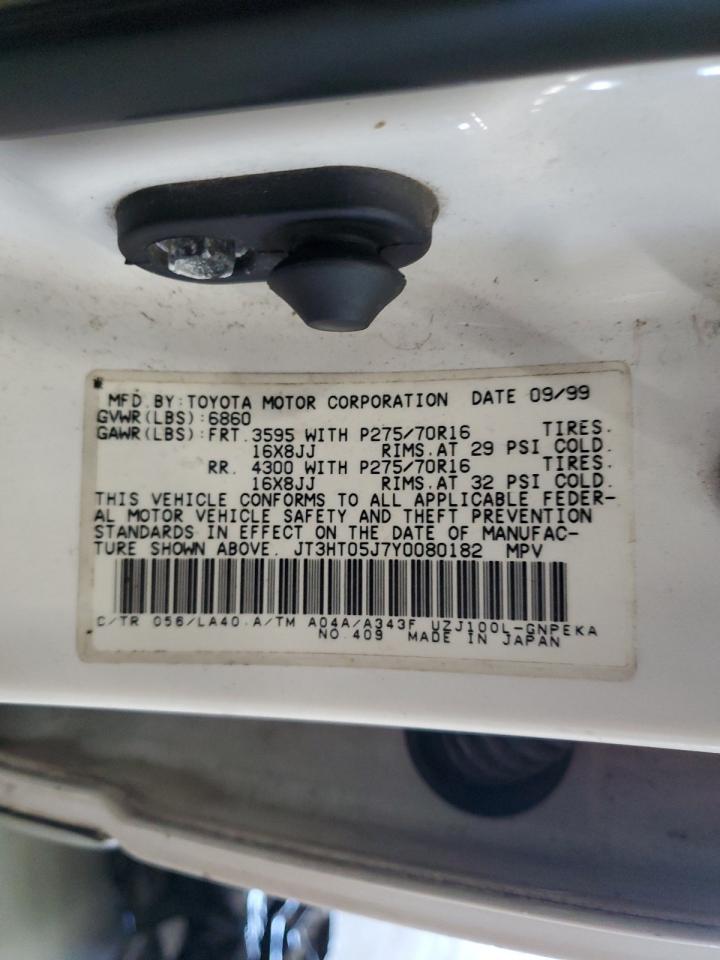 MFD. BY: TOYOTA MOTOR CORPORATION DATE 09/99
GVWR(LBS):6860
GAWR(LBS):FRT. 3595 WITH P275/70R16 TIRES.
16X8JJ RIMS.AT 29 PSI COLD.
RR. 4300 WITH P275/70R16 TIRES.
16X8JJ RIMS.AT 32 PSI COLD.
THIS VEHICLE CONFORMS TO ALL APPLICABLE FEDER-
AL MOTOR VEHICLE SAFETY AND THEFT PREVENTION
STANDARDS IN EFFECT ON THE DATE OF MANUFAC-
TURE SHOWN ABOVE. JT3HT05J7Y0080182 MPV
C/TR 056/LA40 A/TM A04A/A343F UZJ100L-GNPEKA
NO.409 MADE IN JAPAN